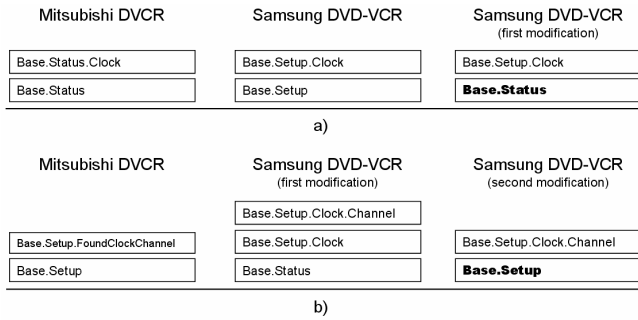 Mitsubishi DVCR Samsung DVD-VCR Samsung DVD-VCR
(first modification)
Base.Status.Clock Base.Setup.Clock Base.Setup.Clock
Base.Status Base.Setup Base.Status
a)
Mitsubishi DVCR Samsung DVD-VCR Samsung DVD-VCR
(first modification) (second modification)
Base.Setup.Clock.Channel
Base.Setup.FoundClockChannel Base.Setup.Clock Base.Setup.Clock.Channel
Base.Setup Base.Status Base.Setup
b)